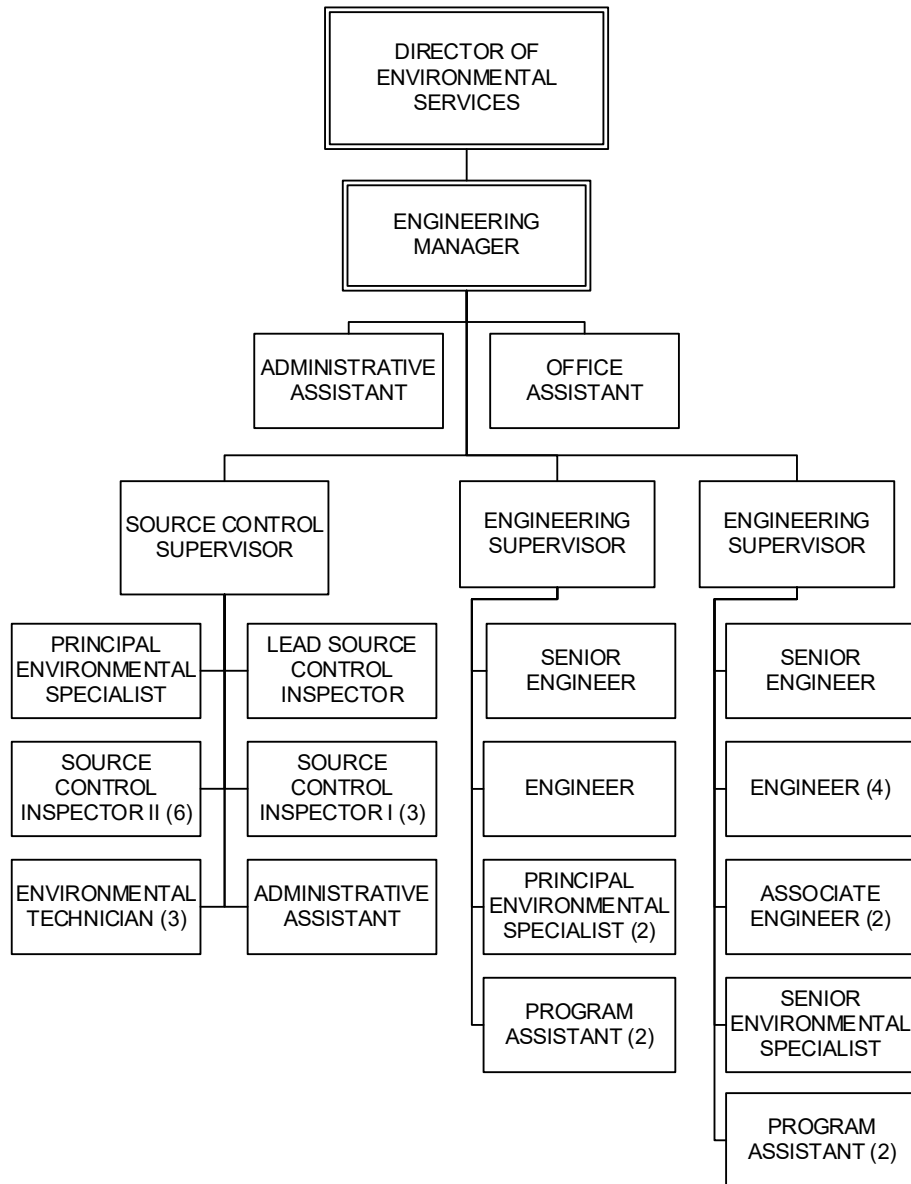 DIRECTOR OF
ENVIRONMENTAL
SERVICES
ENGINEERING
MANAGER
ADMINISTRATIVE
ASSISTANT
OFFICE
ASSISTANT
SOURCE CONTROL
SUPERVISOR
ENGINEERING
SUPERVISOR
ENGINEERING
SUPERVISOR
PRINCIPAL
ENVIRONMENTAL
SPECIALIST
LEAD SOURCE
CONTROL
INSPECTOR
SOURCE
CONTROL
INSPECTOR II (6)
SOURCE
CONTROL
INSPECTOR I (3)
ENVIRONMENTAL
TECHNICIAN (3)
ADMINISTRATIVE
ASSISTANT
SENIOR
ENGINEER
ENGINEER
PRINCIPAL
ENVIRONMENTAL
SPECIALIST (2)
PROGRAM
ASSISTANT (2)
SENIOR
ENGINEER
ENGINEER (4)
ASSOCIATE
ENGINEER (2)
SENIOR
ENVIRONMENTAL
SPECIALIST
PROGRAM
ASSISTANT (2)